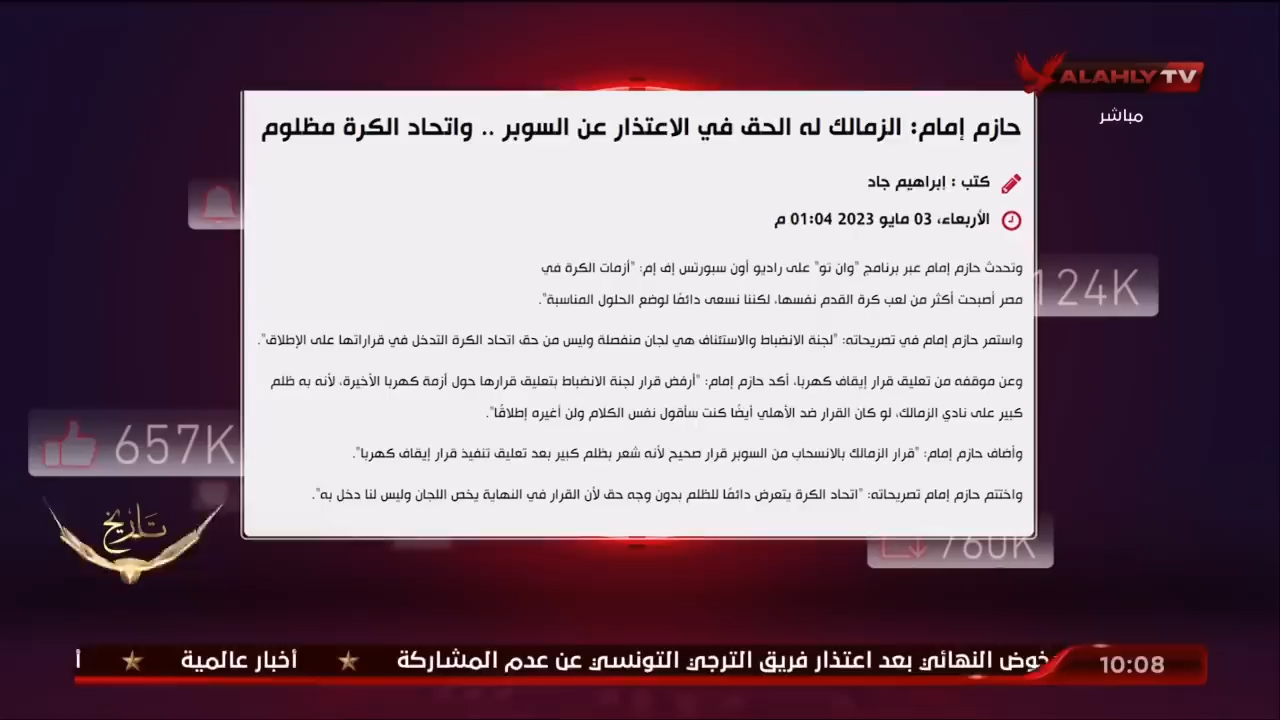 ALAHLY TV
مباشر
حازم إمام: الزمالك له الحق في الاعتذار عن السوبر .. واتحاد الكرة مظلوم
كتب : إبراهيم جاد
الأربعاء، 03 مايو 2023 01:04 م
وتحدث حازم إمام عبر برنامج "وان تو" على راديو أون سبورتس إف إم: "أزمات الكرة في
مصر أصبحت أكثر من لعب كرة القدم نفسها، لكننا نسعى دائمًا لوضع الحلول المناسبة".
واستمر حازم إمام في تصريحاته: "لجنة الانضباط والاستئناف هي لجان منفصلة وليس من حق اتحاد الكرة التدخل في قراراتها على الإطلاق".
وعن موقفه من تعليق قرار إيقاف كهربا، أكد حازم إمام: "أرفض قرار لجنة الانضباط بتعليق قرارها حول أزمة كهربا الأخيرة، لأنه به ظلم
كبير على نادي الزمالك، لو كان القرار ضد الأهلي أيضًا كنت سأقول نفس الكلام ولن أغيره إطلاقًا".
وأضاف حازم إمام: "قرار الزمالك بالانسحاب من السوبر قرار صحيح لأنه شعر بظلم كبير بعد تعليق تنفيذ قرار إيقاف كهربا".
واختتم حازم إمام تصريحاته: "اتحاد الكرة يتعرض دائمًا للظلم بدون وجه حق لأن القرار في النهاية يخص اللجان وليس لنا دخل به".
124K
657K
760K
تاريخ
خوض النهائي بعد اعتذار فريق الترجي التونسي عن عدم المشاركة ★ أخبار عالمية ★ أ
10:08